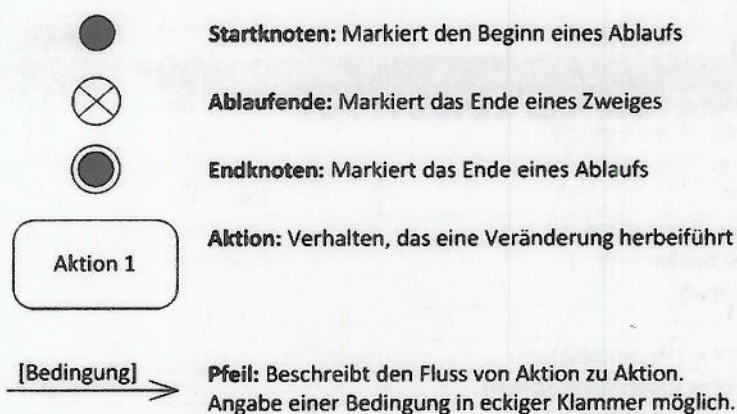 Startknoten: Markiert den Beginn eines Ablaufs
Ablaufende: Markiert das Ende eines Zweiges
Endknoten: Markiert das Ende eines Ablaufs
Aktion 1
Aktion: Verhalten, das eine Veränderung herbeiführt
[Bedingung]
Pfeil: Beschreibt den Fluss von Aktion zu Aktion.
Angabe einer Bedingung in eckiger Klammer möglich.